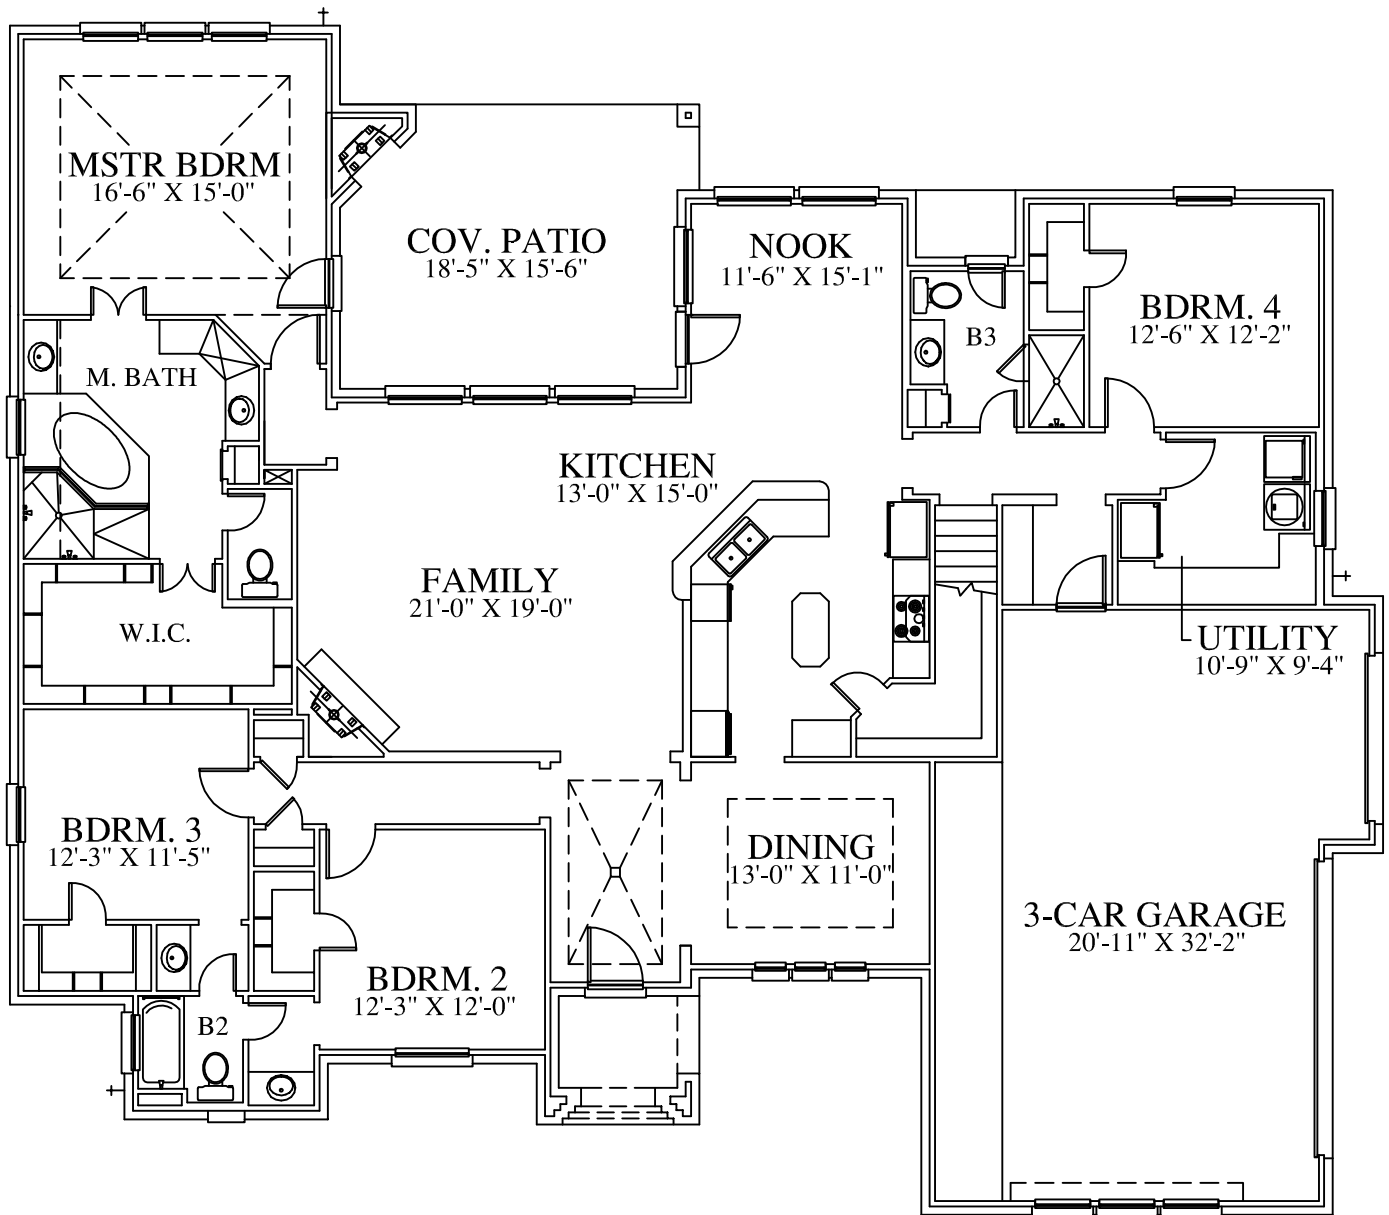 MSTR BDRM
16'-6" X 15'-0"
COV. PATIO
18'-5" X 15'-6"
NOOK
11'-6" X 15'-1"
BDRM. 4
12'-6" X 12'-2"
B3
M. BATH
KITCHEN
13'-0" X 15'-0"
FAMILY
21'-0" X 19'-0"
W.I.C.
UTILITY
10'-9" X 9'-4"
BDRM. 3
12'-3" X 11'-5"
DINING
13'-0" X 11'-0"
3-CAR GARAGE
20'-11" X 32'-2"
BDRM. 2
12'-3" X 12'-0"
B2